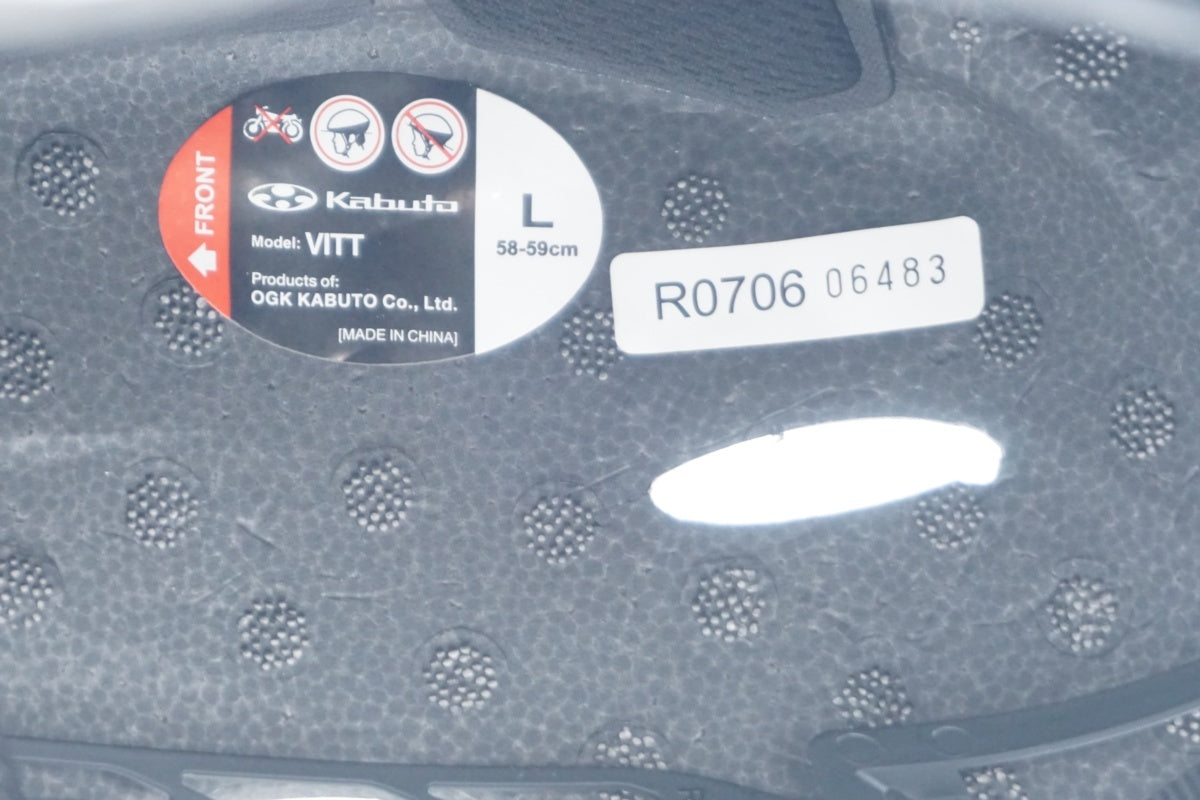 FRONT
Kabuto
Model: VITT
Products of:
OGK KABUTO Co., Ltd.
[MADE IN CHINA]
L
58-59cm
R0706 06483